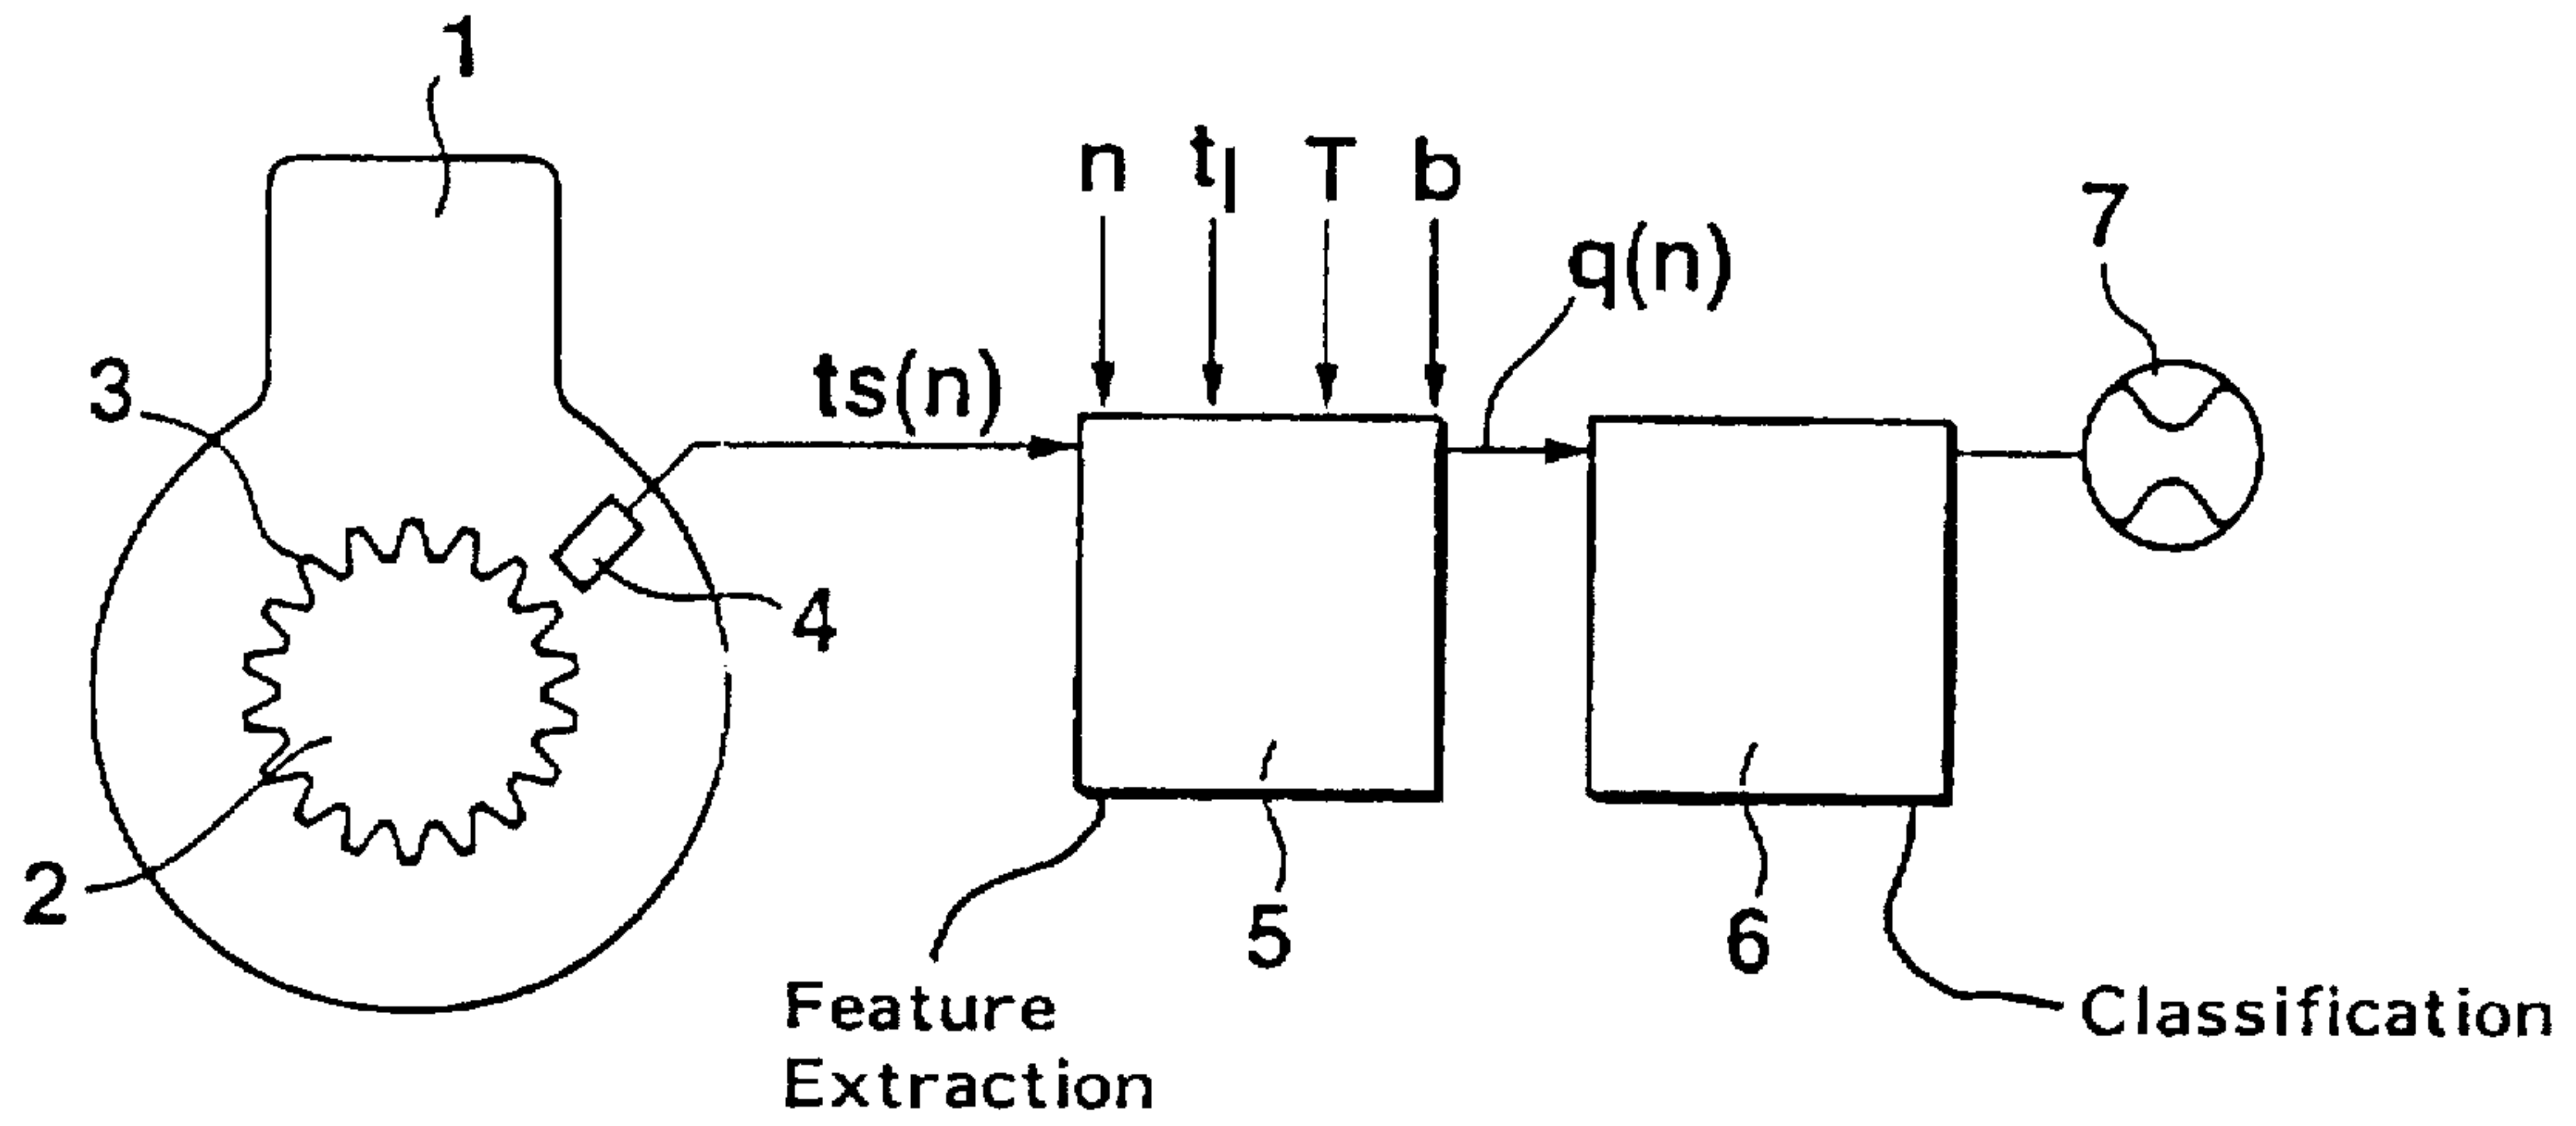 1
n t_l T b
7
q(n)
3
ts(n)
4
2
5
6
Feature
Extraction
Classification